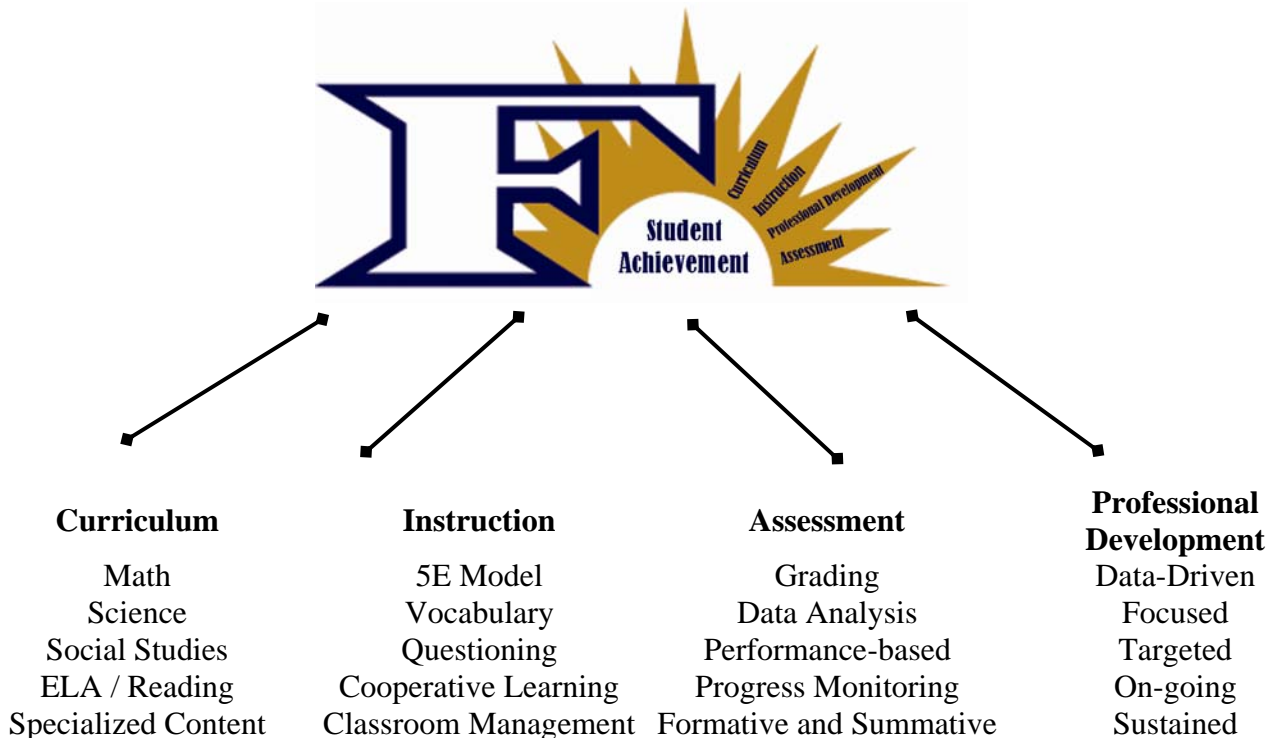 F
Curriculum
Instruction
Professional Development
Assessment
Student
Achievement
Curriculum
Math
Science
Social Studies
ELA / Reading
Specialized Content
Instruction
5E Model
Vocabulary
Questioning
Cooperative Learning
Classroom Management
Assessment
Grading
Data Analysis
Performance-based
Progress Monitoring
Formative and Summative
Professional
Development
Data-Driven
Focused
Targeted
On-going
Sustained